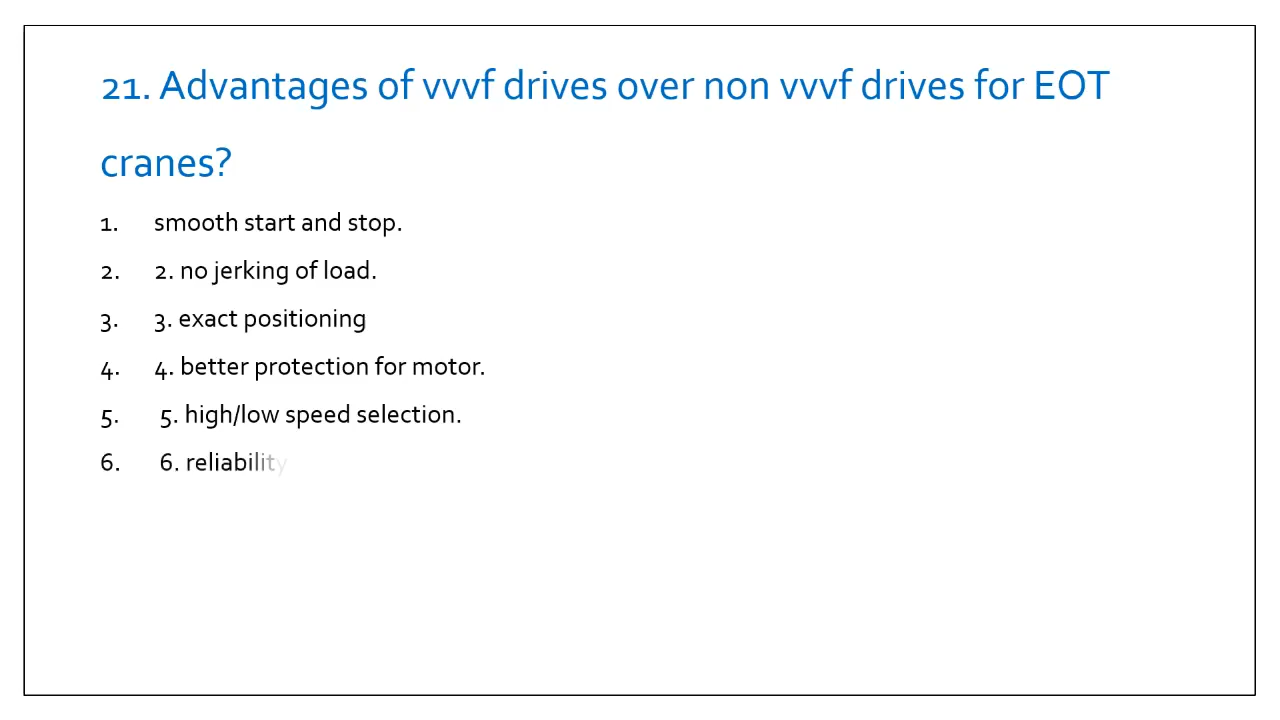 21. Advantages of vvvf drives over non vvvf drives for EOT
cranes?
1. smooth start and stop.
2. 2. no jerking of load.
3. 3. exact positioning
4. 4. better protection for motor.
5. 5. high/low speed selection.
6. 6. reliability